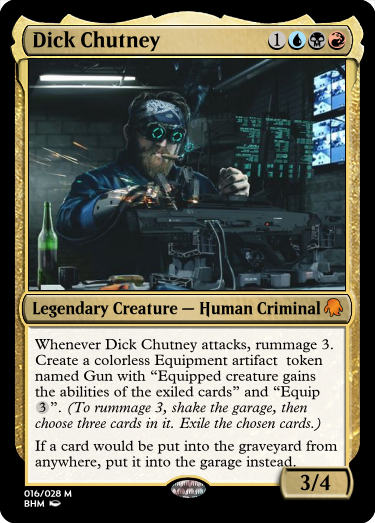 Dick Chutney 1
Legendary Creature — Human Criminal
Whenever Dick Chutney attacks, rummage 3.
Create a colorless Equipment artifact token
named Gun with “Equipped creature gains
the abilities of the exiled cards” and “Equip
3”. (To rummage 3, shake the garage, then
choose three cards in it. Exile the chosen cards.)
If a card would be put into the graveyard from
anywhere, put it into the garage instead.
3/4
016/028 M
BHM